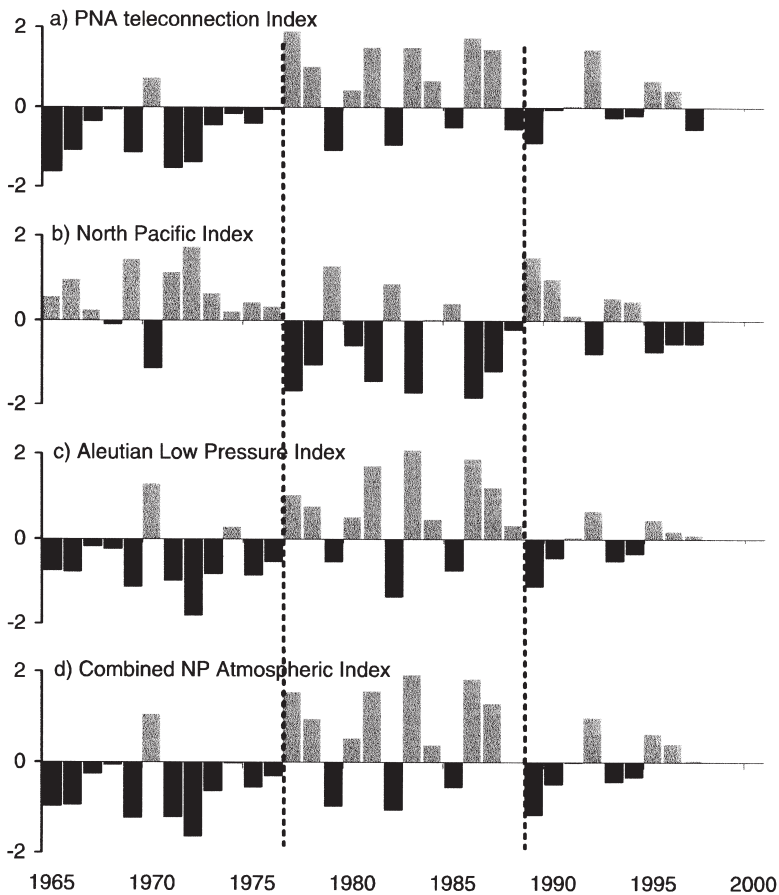 a) PNA teleconnection Index
2
0
-2
b) North Pacific Index
2
0
-2
c) Aleutian Low Pressure Index
2
0
-2
d) Combined NP Atmospheric Index
2
0
-2
1965 1970 1975 1980 1985 1990 1995 2000